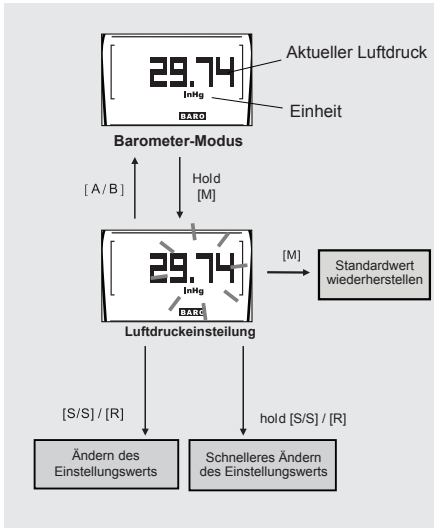 29.74
InHg
BARO
Aktueller Luftdruck
Einheit
Barometer-Modus
[ A / B ]
Hold
[M]
29.74
InHg
BARO
[M]
Standardwert
wiederherstellen
Luftdruckeinsteilung
[S/S] / [R]
hold [S/S] / [R]
Ändern des
Einstellungswerts
Schnelleres Ändern
des Einstellungswerts